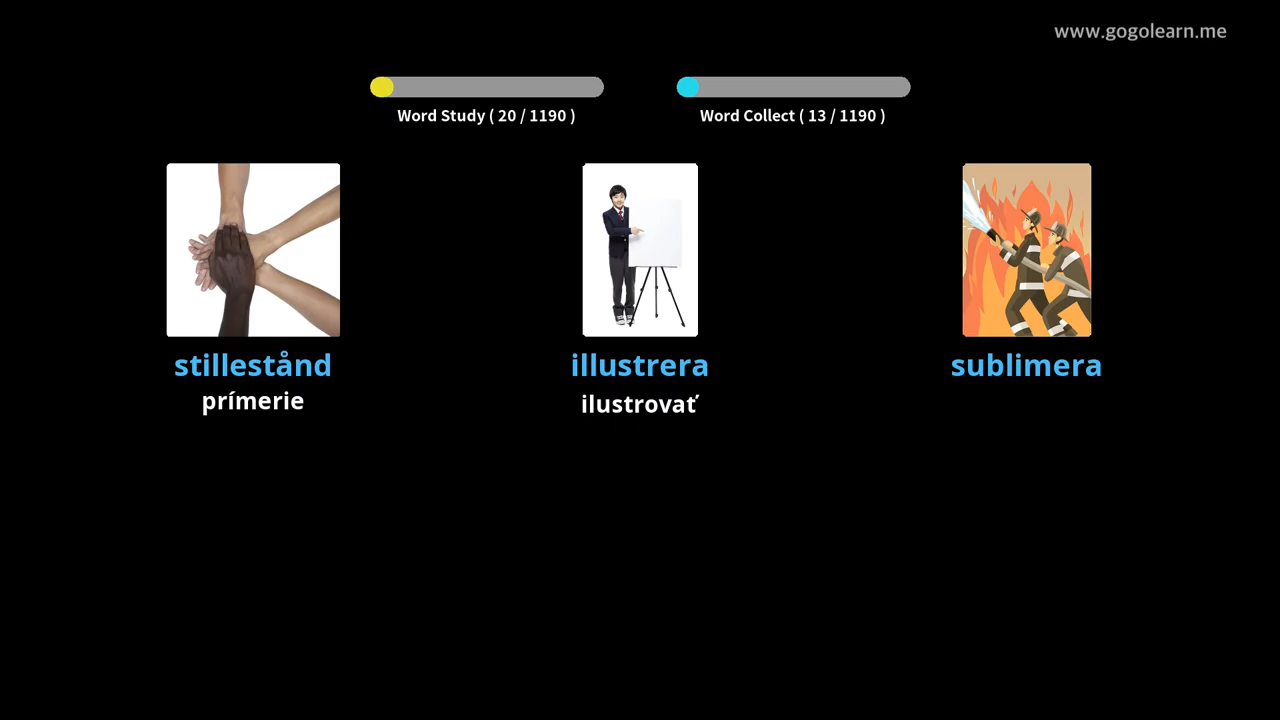 www.gogolearn.me
Word Study ( 20 / 1190 )
Word Collect ( 13 / 1190 )
stillestånd
illustrera
sublimera
prímerie
ilustrovať